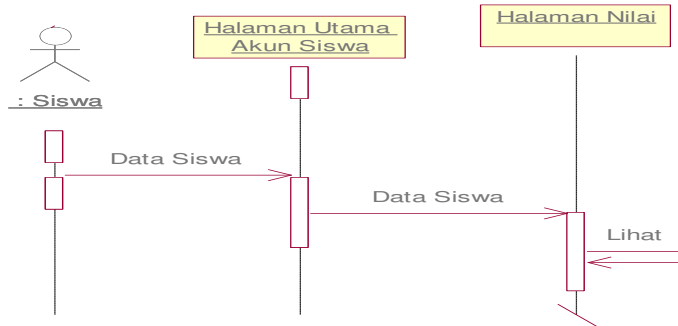 Halaman Utama
Akun Siswa
Halaman Nilai
: Siswa
Data Siswa
Data Siswa
Lihat